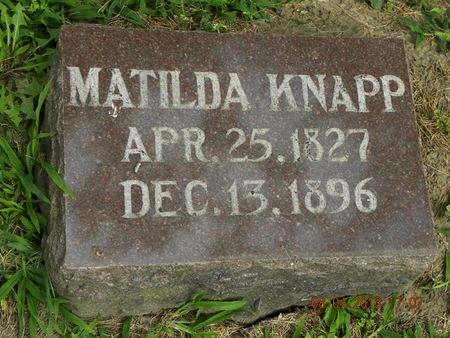 MATILDA KNAPP
APR. 25. 1827
DEC. 13. 1896